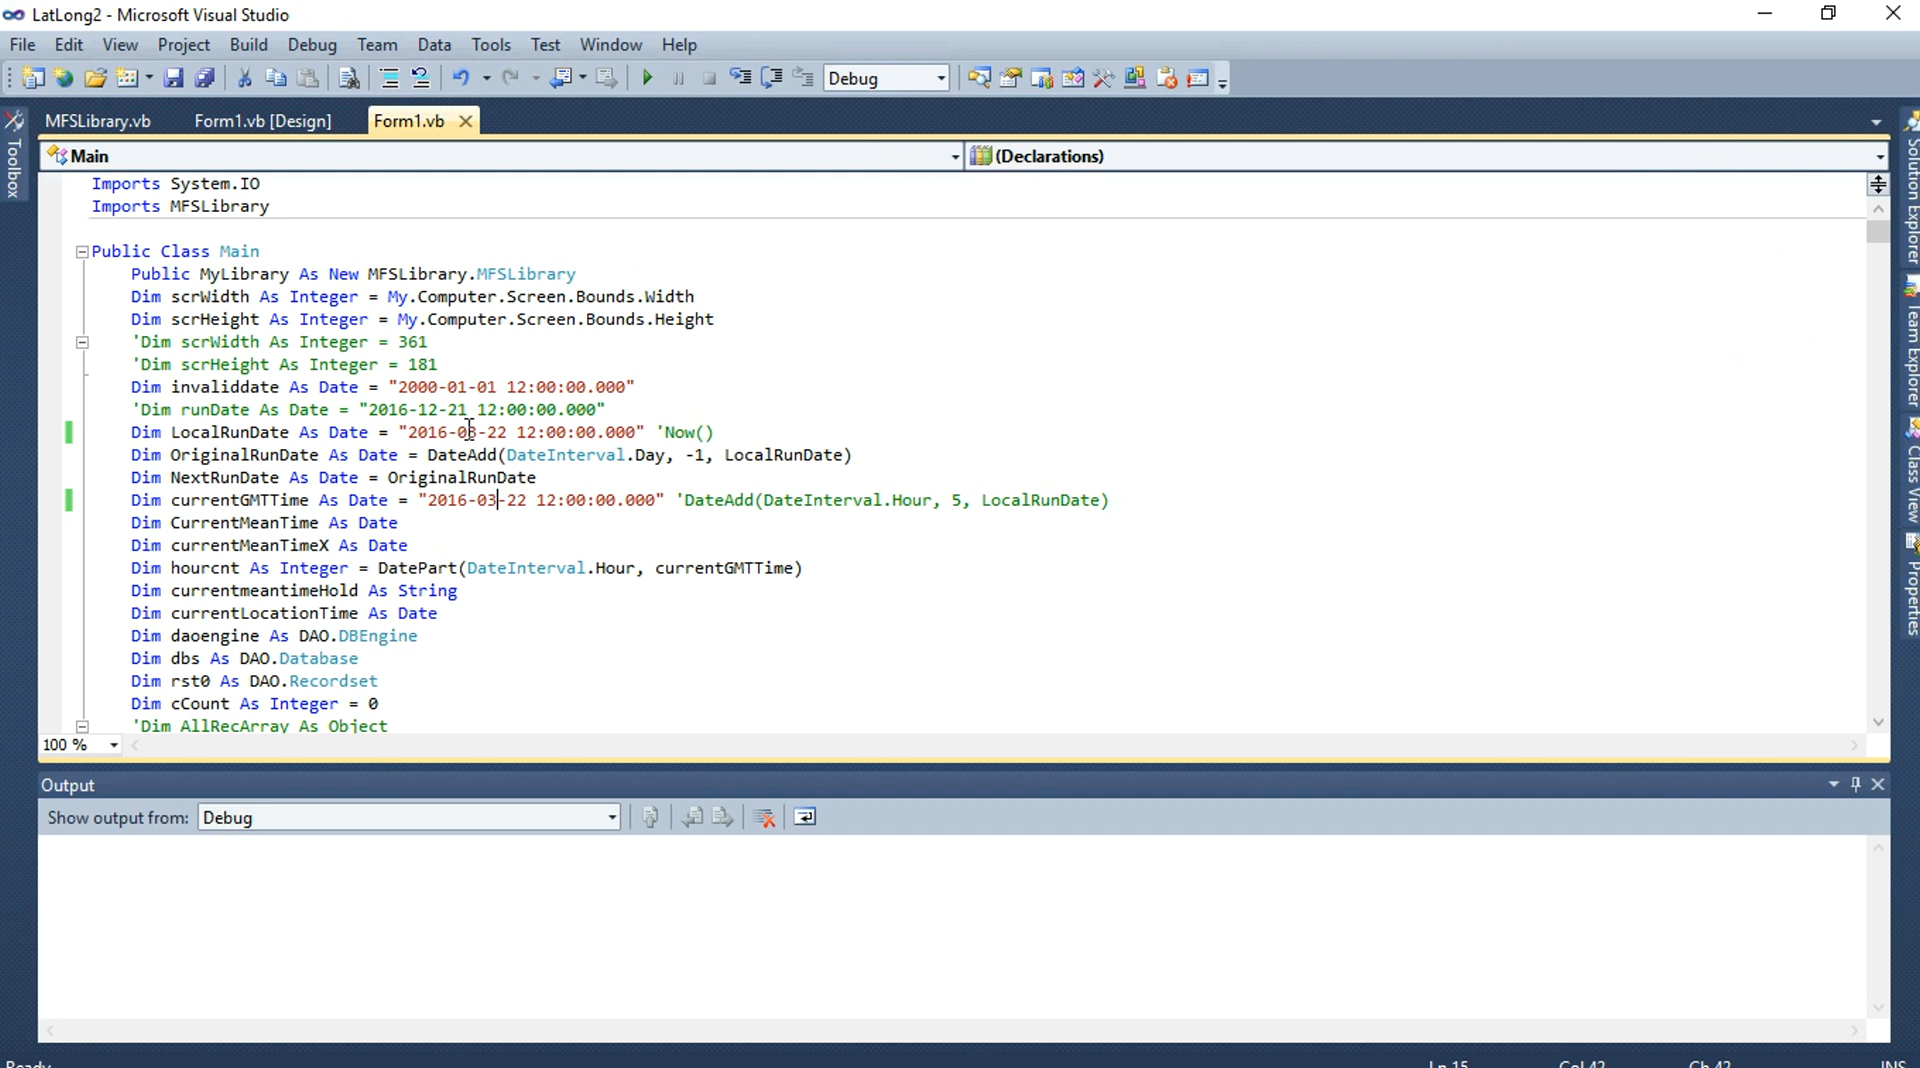 LatLong2 - Microsoft Visual Studio
File Edit View Project Build Debug Team Data Tools Test Window Help
Debug
MFSLibrary.vb Form1.vb [Design] Form1.vb
Toolbox
Main (Declarations)
Imports System.IO
Imports MFSLibrary
Public Class Main
Public MyLibrary As New MFSLibrary.MFSLibrary
Dim scrWidth As Integer = My.Computer.Screen.Bounds.Width
Dim scrHeight As Integer = My.Computer.Screen.Bounds.Height
'Dim scrWidth As Integer = 361
'Dim scrHeight As Integer = 181
Dim invaliddate As Date = "2000-01-01 12:00:00.000"
'Dim runDate As Date = "2016-12-21 12:00:00.000"
Dim LocalRunDate As Date = "2016-03-22 12:00:00.000" 'Now()
Dim OriginalRunDate As Date = DateAdd(DateInterval.Day, -1, LocalRunDate)
Dim NextRunDate As Date = OriginalRunDate
Dim currentGMTTime As Date = "2016-03-22 12:00:00.000" 'DateAdd(DateInterval.Hour, 5, LocalRunDate)
Dim CurrentMeanTime As Date
Dim currentMeanTimeX As Date
Dim hourcnt As Integer = DatePart(DateInterval.Hour, currentGMTTime)
Dim currentmeantimeHold As String
Dim currentLocationTime As Date
Dim daoengine As DAO.DBEngine
Dim dbs As DAO.Database
Dim rst0 As DAO.Recordset
Dim cCount As Integer = 0
'Dim AllRecArray As Object
100 %
Solution Explorer
Team Explorer
Class View
Properties
Output
Show output from: Debug
Ready Ln 15 Col 42 Ch 42 INS